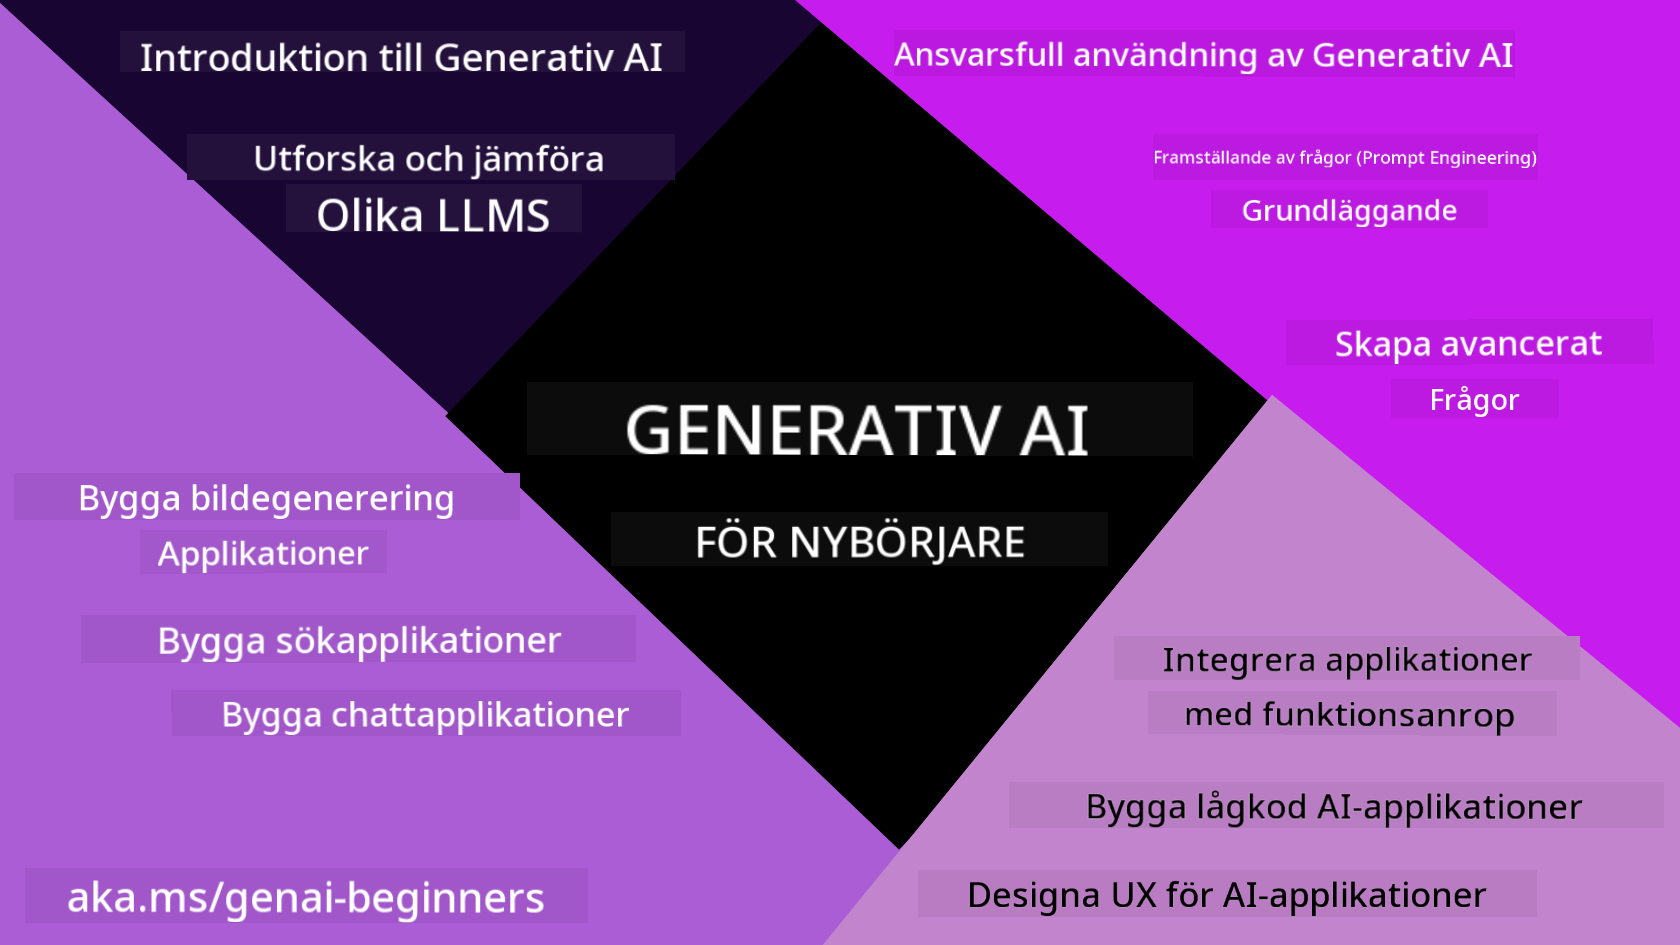 Introduktion till Generativ AI
Utforska och jämföra
Olika LLMS
Ansvarsfull användning av Generativ AI
Framställande av frågor (Prompt Engineering)
Grundläggande
Skapa avancerat
Frågor
GENERATIV AI
FÖR NYBÖRJARE
Bygga bildegenerering
Applikationer
Bygga sökapplikationer
Bygga chattapplikationer
Integrera applikationer
med funktionsanrop
Bygga lågkod AI-applikationer
Designa UX för AI-applikationer
aka.ms/genai-beginners